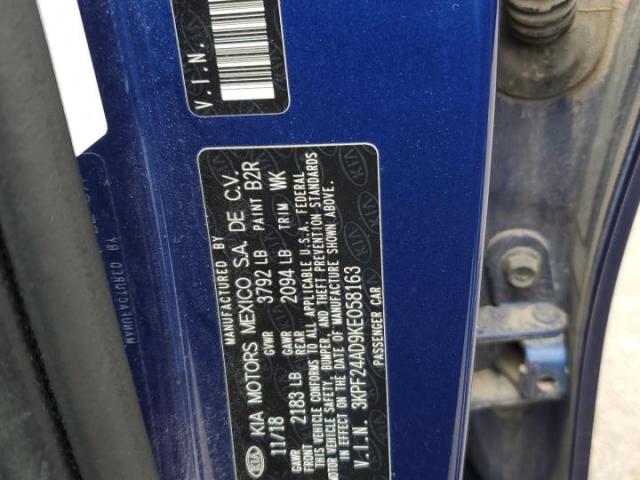 V.I.N.
MANUFACTURED BY
KIA KIA MOTORS MEXICO S.A. DE C.V.
11/18 GVWR 3792 LB PAINT B2R
GAWR FRONT 2183 LB GAWR REAR 2094 LB TRIM WK
THIS VEHICLE CONFORMS TO ALL APPLICABLE U.S.A. FEDERAL
MOTOR VEHICLE SAFETY, BUMPER, AND THEFT PREVENTION STANDARDS
IN EFFECT ON THE DATE OF MANUFACTURE SHOWN ABOVE.
V.I.N. 3KPF24AD9KE058163
PASSENGER CAR